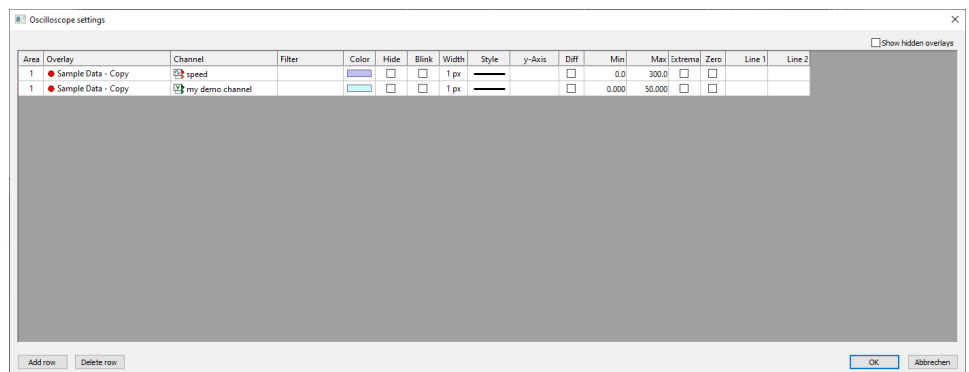 Oscilloscope settings
Show hidden overlays
Area Overlay Channel Filter Color Hide Blink Width Style y-Axis Diff Min Max Extrema Zero Line 1 Line 2
1 Sample Data - Copy speed 1 px 0.0 300.0
1 Sample Data - Copy my demo channel 1 px 0.000 50.000
Add row Delete row OK Abbrechen